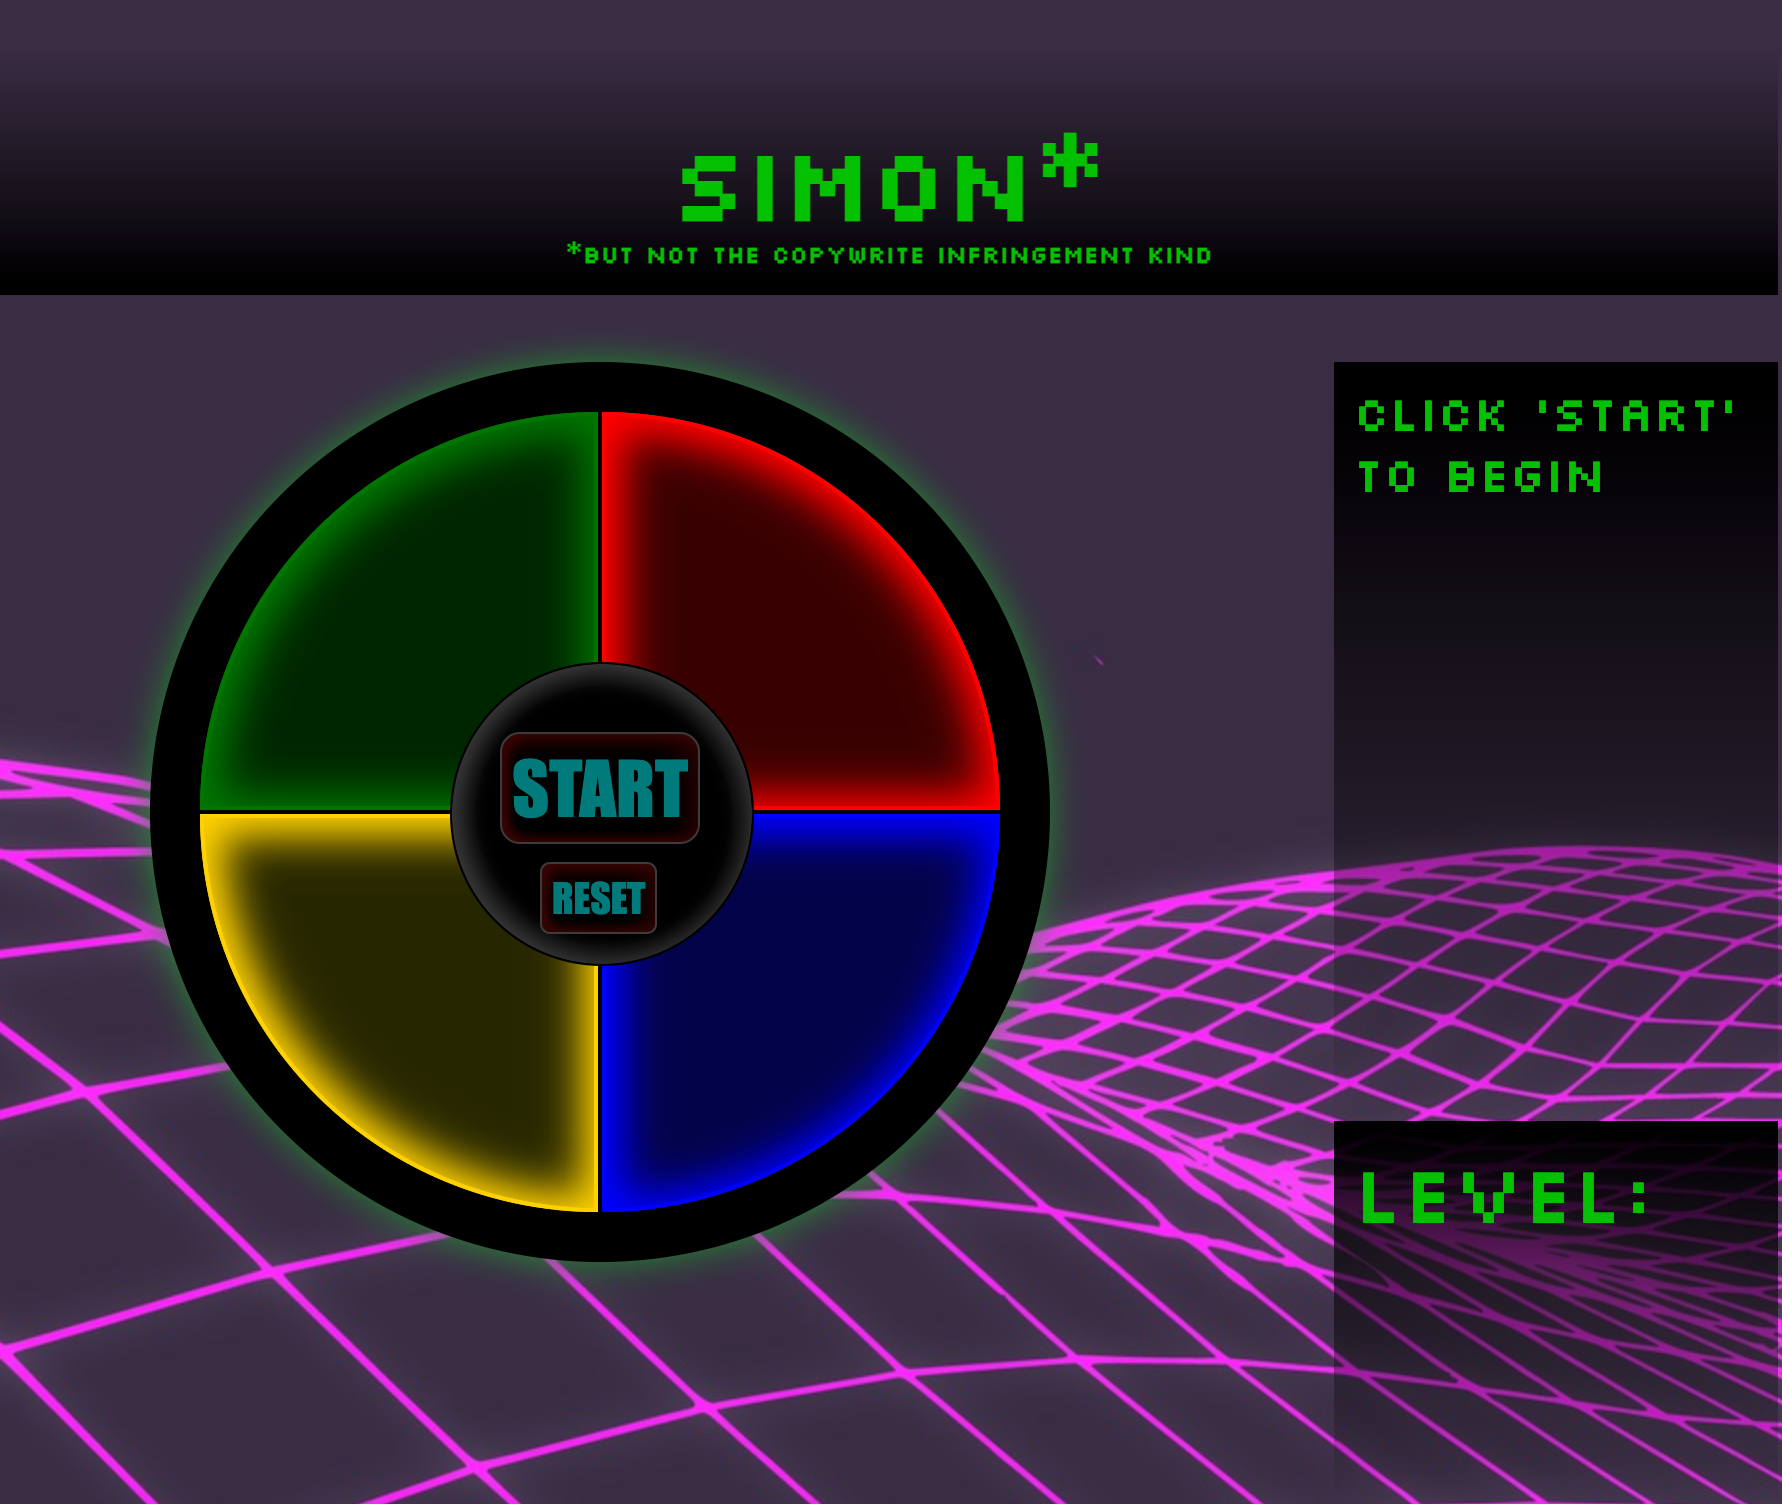 SIMON*
*BUT NOT THE COPYWRITE INFRINGEMENT KIND
CLICK 'START'
TO BEGIN
START
RESET
LEVEL: